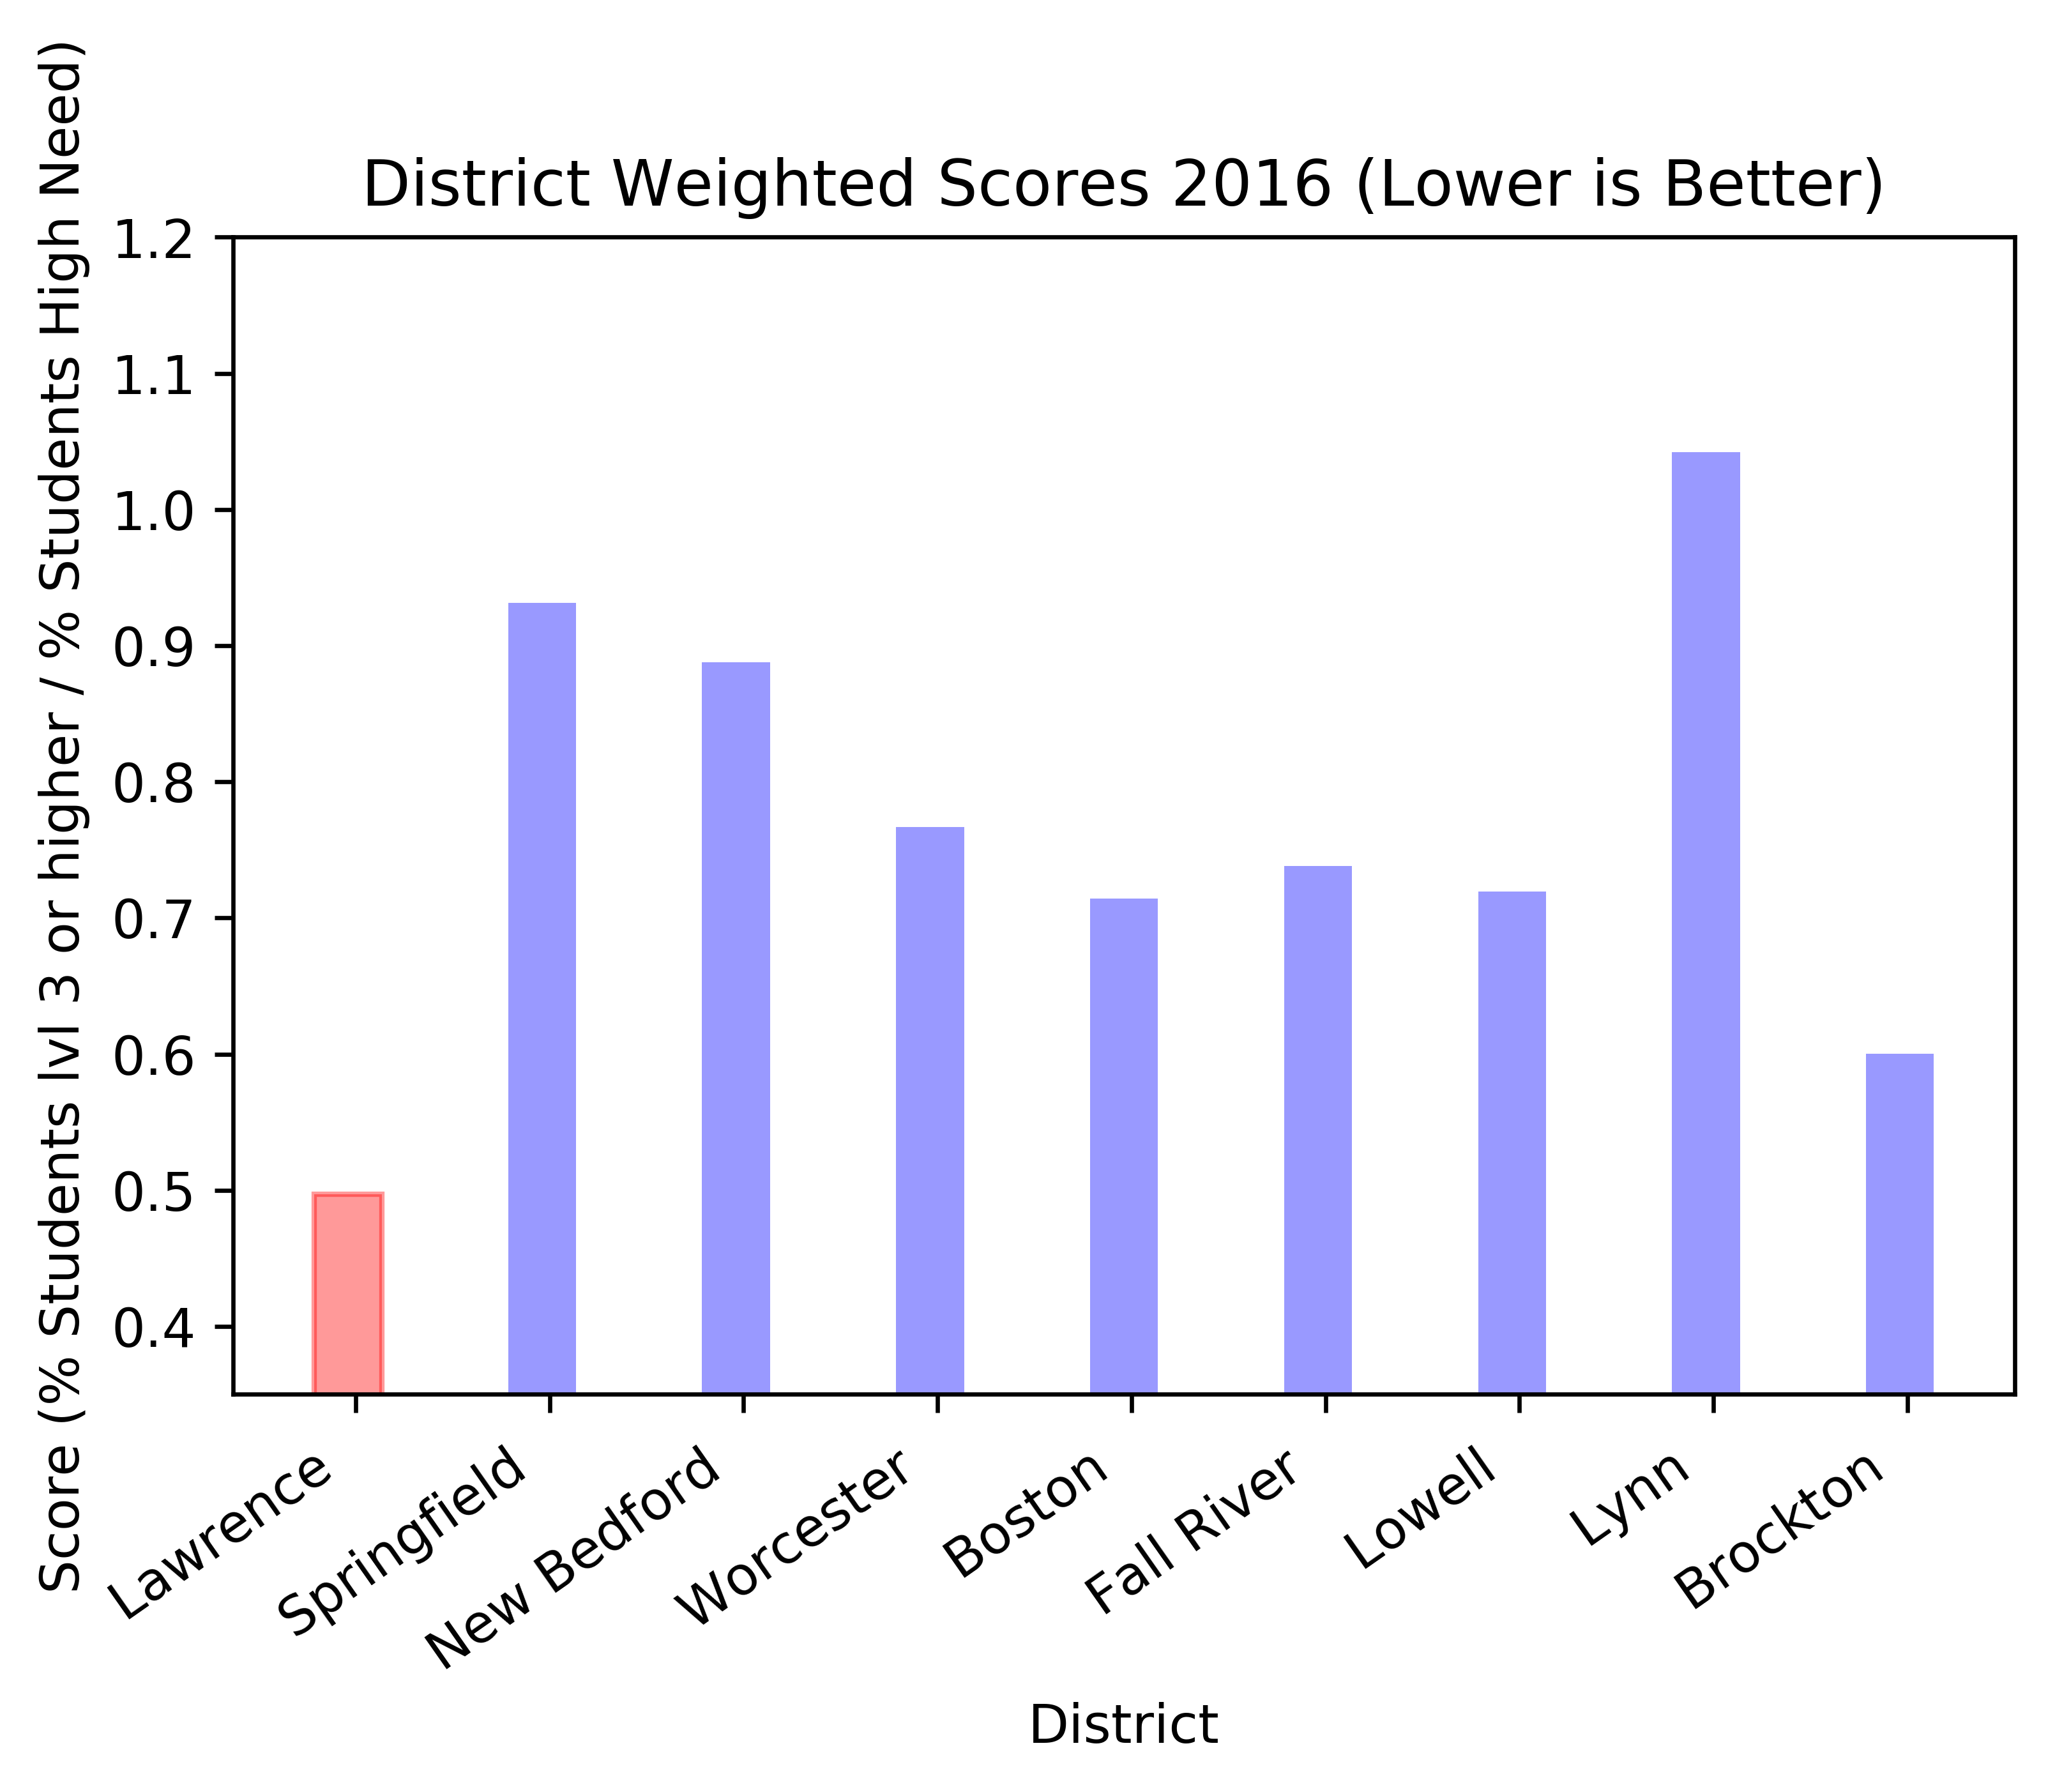 District Weighted Scores 2016 (Lower is Better)
Score (% Students lvl 3 or higher / % Students High Need)
1.2
1.1
1.0
0.9
0.8
0.7
0.6
0.5
0.4
Lawrence
Springfield
New Bedford
Worcester
Boston
Fall River
Lowell
Lynn
Brockton
District